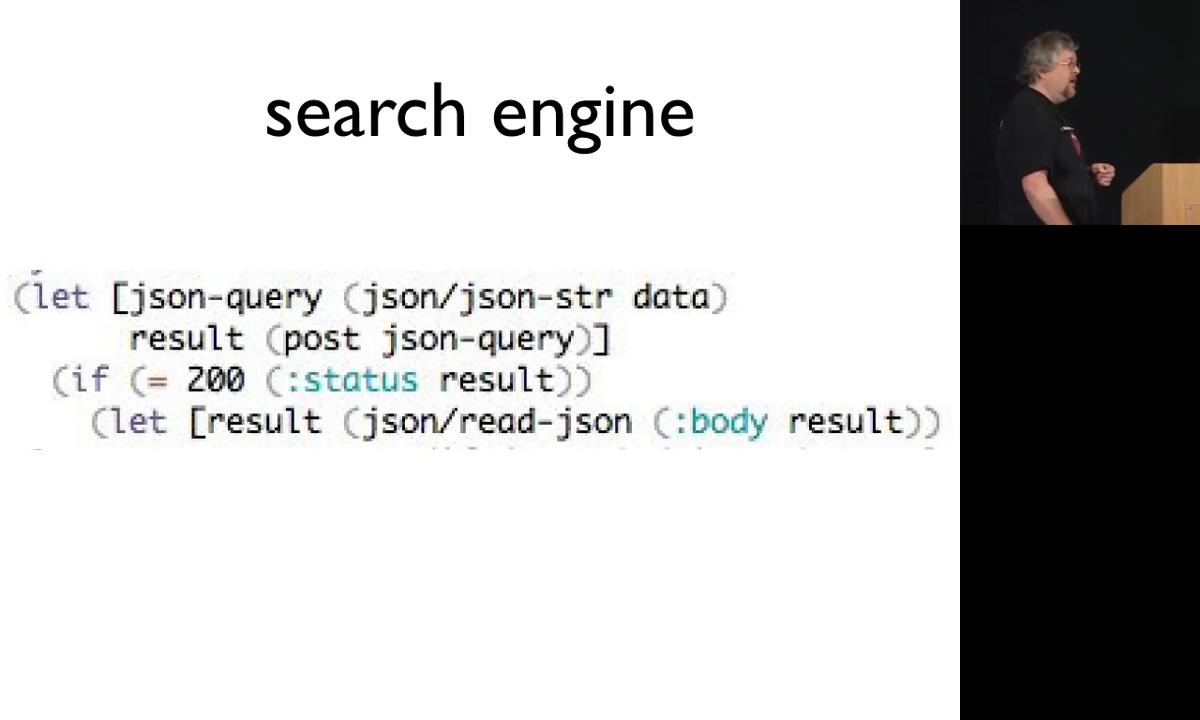 search engine
(let [json-query (json/json-str data)
result (post json-query)]
(if (= 200 (:status result))
(let [result (json/read-json (:body result))